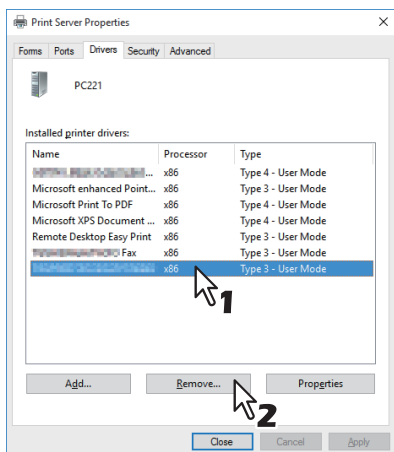 Print Server Properties
Forms Ports Drivers Security Advanced
PC221
Installed printer drivers:
Name Processor Type
... x86 Type 4 - User Mode
Microsoft enhanced Point... x86 Type 3 - User Mode
Microsoft Print To PDF x86 Type 4 - User Mode
Microsoft XPS Document ... x86 Type 4 - User Mode
Remote Desktop Easy Print x86 Type 3 - User Mode
Fax x86 Type 3 - User Mode
x86 Type 3 - User Mode
1
Add... Remove... Properties
2
Close Cancel Apply